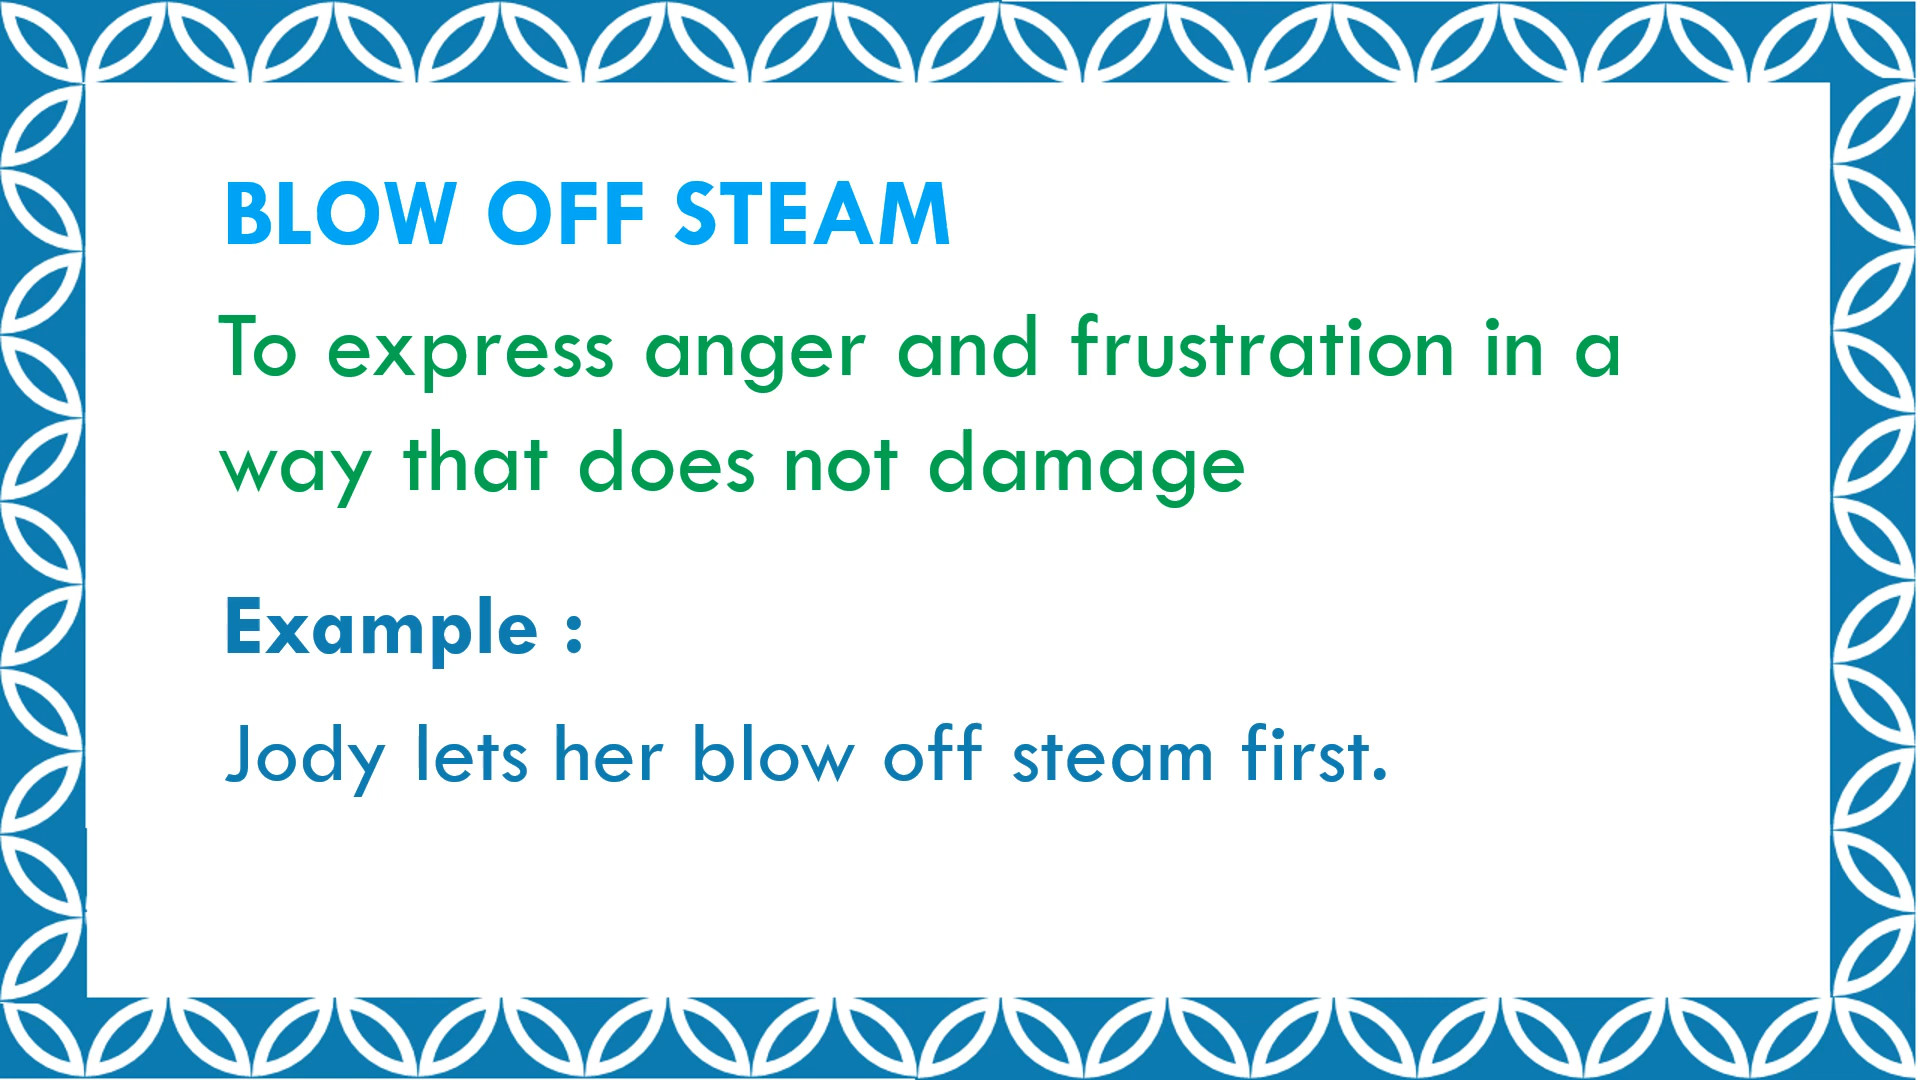 BLOW OFF STEAM
To express anger and frustration in a
way that does not damage
Example :
Jody lets her blow off steam first.